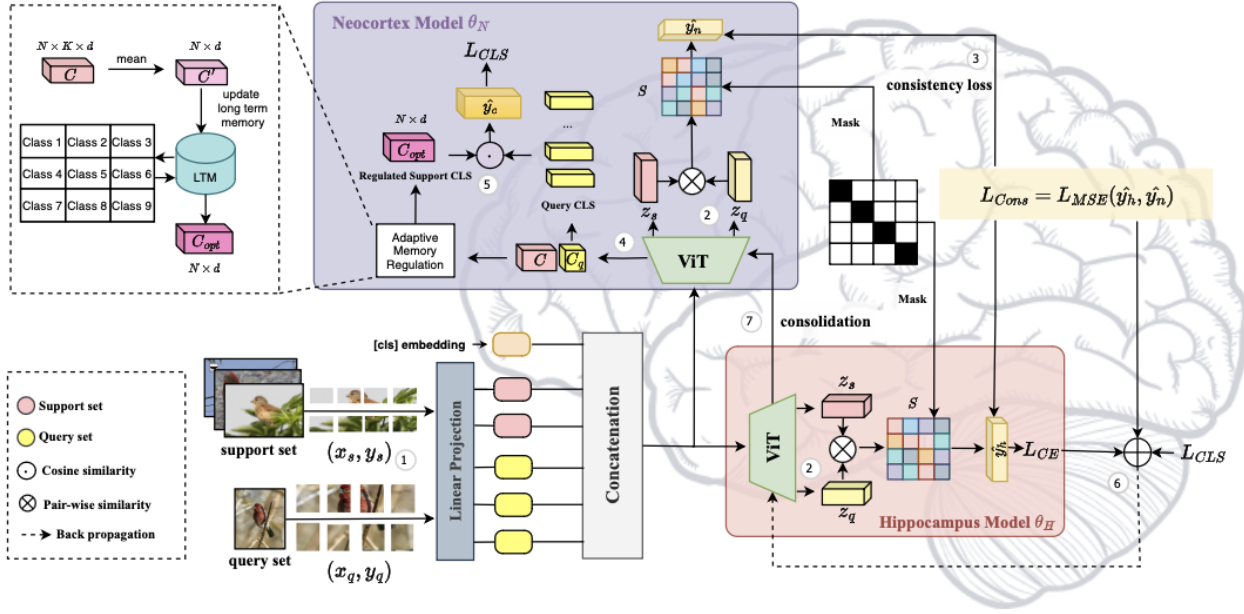 N × K × d
C
mean
N × d
C'
update
long term
memory
Class 1 Class 2 Class 3
Class 4 Class 5 Class 6
Class 7 Class 8 Class 9
LTM
C_opt
N × d
Neocortex Model θ_N
L_CLS
ŷ_c
N × d
C_opt
Regulated Support CLS
5
...
Query CLS
Adaptive
Memory
Regulation
C
C_q
4
ŷ_n
S
z_s
z_q
2
ViT
3
consistency loss
Mask
L_Cons = L_MSE(ŷ_h, ŷ_n)
Mask
7
consolidation
Support set
Query set
Cosine similarity
Pair-wise similarity
Back propagation
[cls] embedding
support set
(x_s, y_s)
1
query set
(x_q, y_q)
Linear Projection
Concatenation
ViT
z_s
2
z_q
S
ŷ_h
L_CE
Hippocampus Model θ_H
L_CLS
6